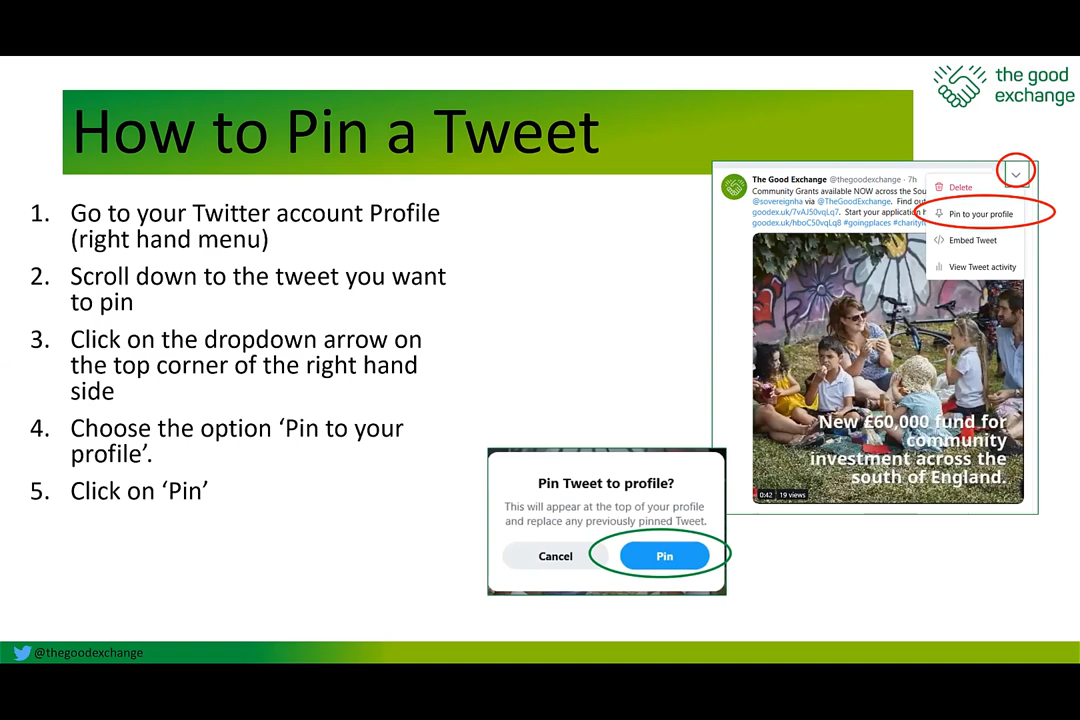 the good
exchange
How to Pin a Tweet
1. Go to your Twitter account Profile
(right hand menu)
2. Scroll down to the tweet you want
to pin
3. Click on the dropdown arrow on
the top corner of the right hand
side
4. Choose the option ‘Pin to your
profile’.
5. Click on ‘Pin’
The Good Exchange @thegoodexchange · 7h
Community Grants available NOW across the Sou
@sovereignha via @TheGoodExchange. Find out
goodex.uk/7vAJ50vqLq7. Start your application h
goodex.uk/hboC50vqLq8 #goingplaces
Delete
Pin to your profile
Embed Tweet
View Tweet activity
New £60,000 fund for
community
investment across the
south of England.
0:42 19 views
Pin Tweet to profile?
This will appear at the top of your profile
and replace any previously pinned Tweet.
Cancel Pin
@thegoodexchange